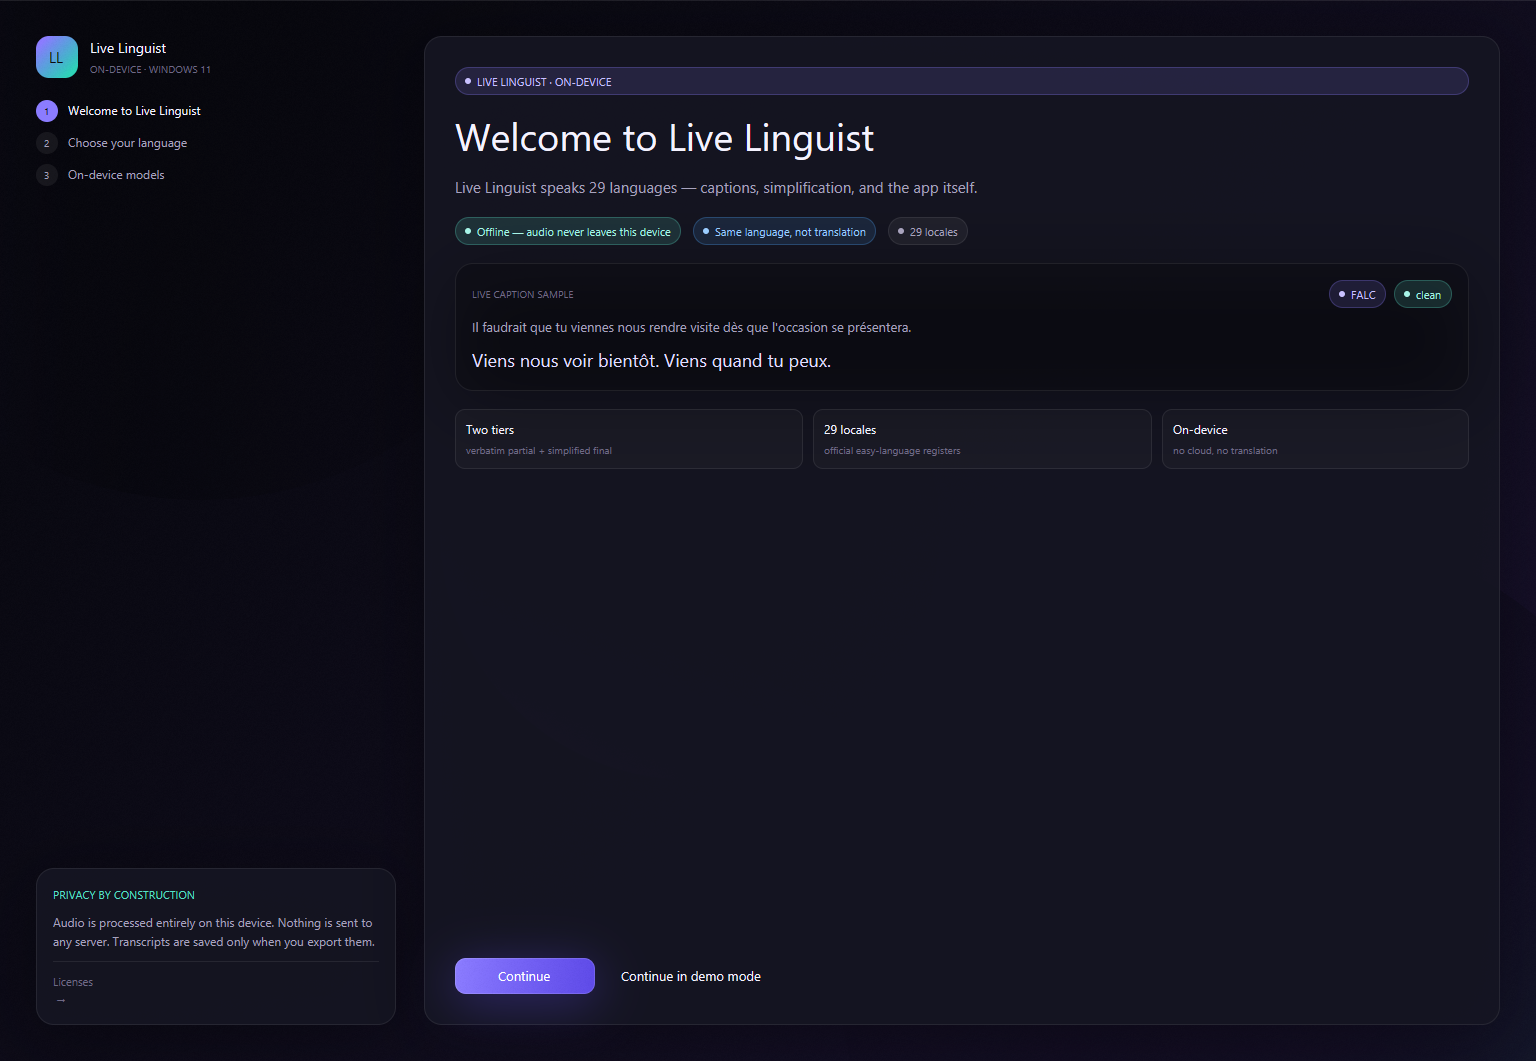 LL
Live Linguist
ON-DEVICE · WINDOWS 11
1 Welcome to Live Linguist
2 Choose your language
3 On-device models
PRIVACY BY CONSTRUCTION
Audio is processed entirely on this device. Nothing is sent to
any server. Transcripts are saved only when you export them.
Licenses
→
LIVE LINGUIST · ON-DEVICE
Welcome to Live Linguist
Live Linguist speaks 29 languages — captions, simplification, and the app itself.
Offline — audio never leaves this device Same language, not translation 29 locales
LIVE CAPTION SAMPLE FALC clean
Il faudrait que tu viennes nous rendre visite dès que l'occasion se présentera.
Viens nous voir bientôt. Viens quand tu peux.
Two tiers
verbatim partial + simplified final
29 locales
official easy-language registers
On-device
no cloud, no translation
Continue Continue in demo mode